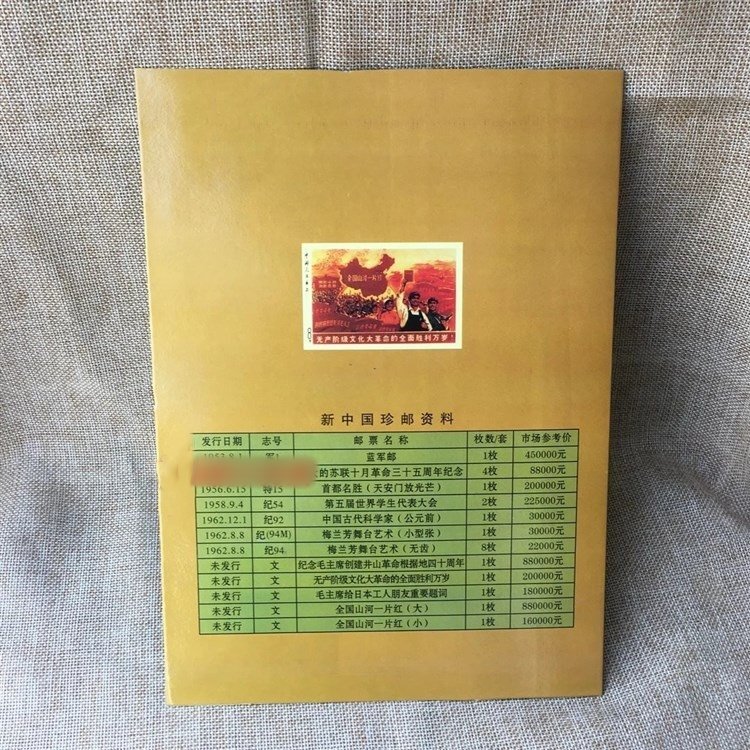 中国人民邮政
全国山河一片红
无产阶级文化大革命的全面胜利万岁！
新中国珍邮资料
发行日期 志号 邮票名称 枚数/套 市场参考价
蓝军邮 1枚 450000元
的苏联十月革命三十五周年纪念 4枚 88000元
1956.6.15 特15 首都名胜（天安门放光芒） 1枚 200000元
1958.9.4 纪54 第五届世界学生代表大会 2枚 225000元
1962.12.1 纪92 中国古代科学家（公元前） 1枚 30000元
1962.8.8 纪(94M) 梅兰芳舞台艺术（小型张） 1枚 30000元
1962.8.8 纪94 梅兰芳舞台艺术（无齿） 8枚 22000元
未发行 文 纪念毛主席创建井山革命根据地四十周年 1枚 880000元
未发行 文 无产阶级文化大革命的全面胜利万岁 1枚 200000元
未发行 文 毛主席给日本工人朋友重要题词 1枚 180000元
未发行 文 全国山河一片红（大） 1枚 880000元
未发行 文 全国山河一片红（小） 1枚 160000元